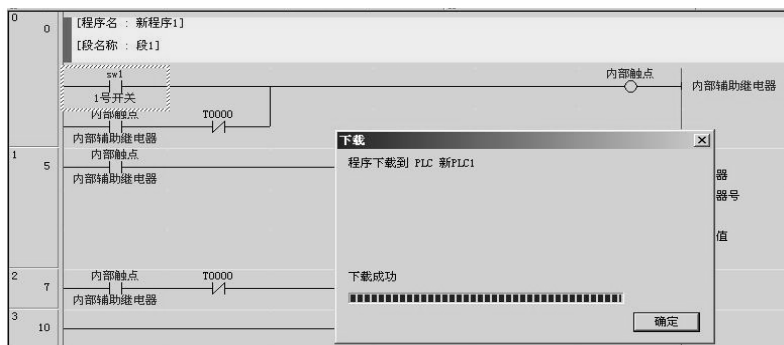 0
0
[程序名 : 新程序1]
[段名称 : 段1]
sw1
1号开关
内部触点
内部辅助继电器
内部触点
T0000
内部辅助继电器
1
5
内部触点
内部辅助继电器
器
器号
值
2
7
内部触点
T0000
内部辅助继电器
3
10
下载
程序下载到 PLC 新PLC1
下载成功
确定